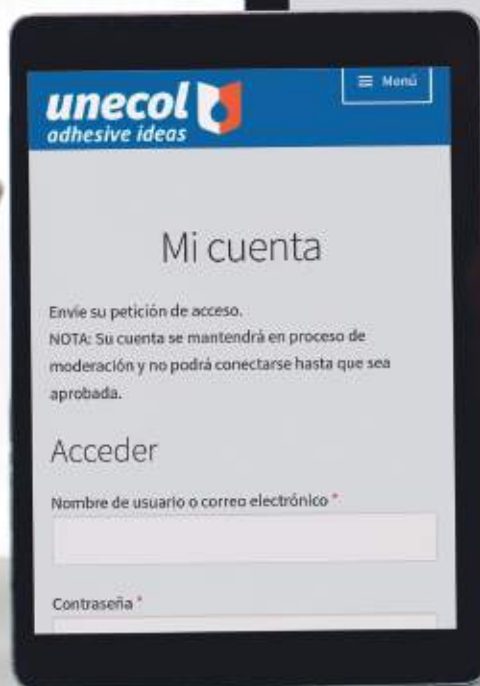 unecol
adhesive ideas
☰ Menú
Mi cuenta
Envíe su petición de acceso.
NOTA: Su cuenta se mantendrá en proceso de
moderación y no podrá conectarse hasta que sea
aprobada.
Acceder
Nombre de usuario o correo electrónico *
Contraseña *